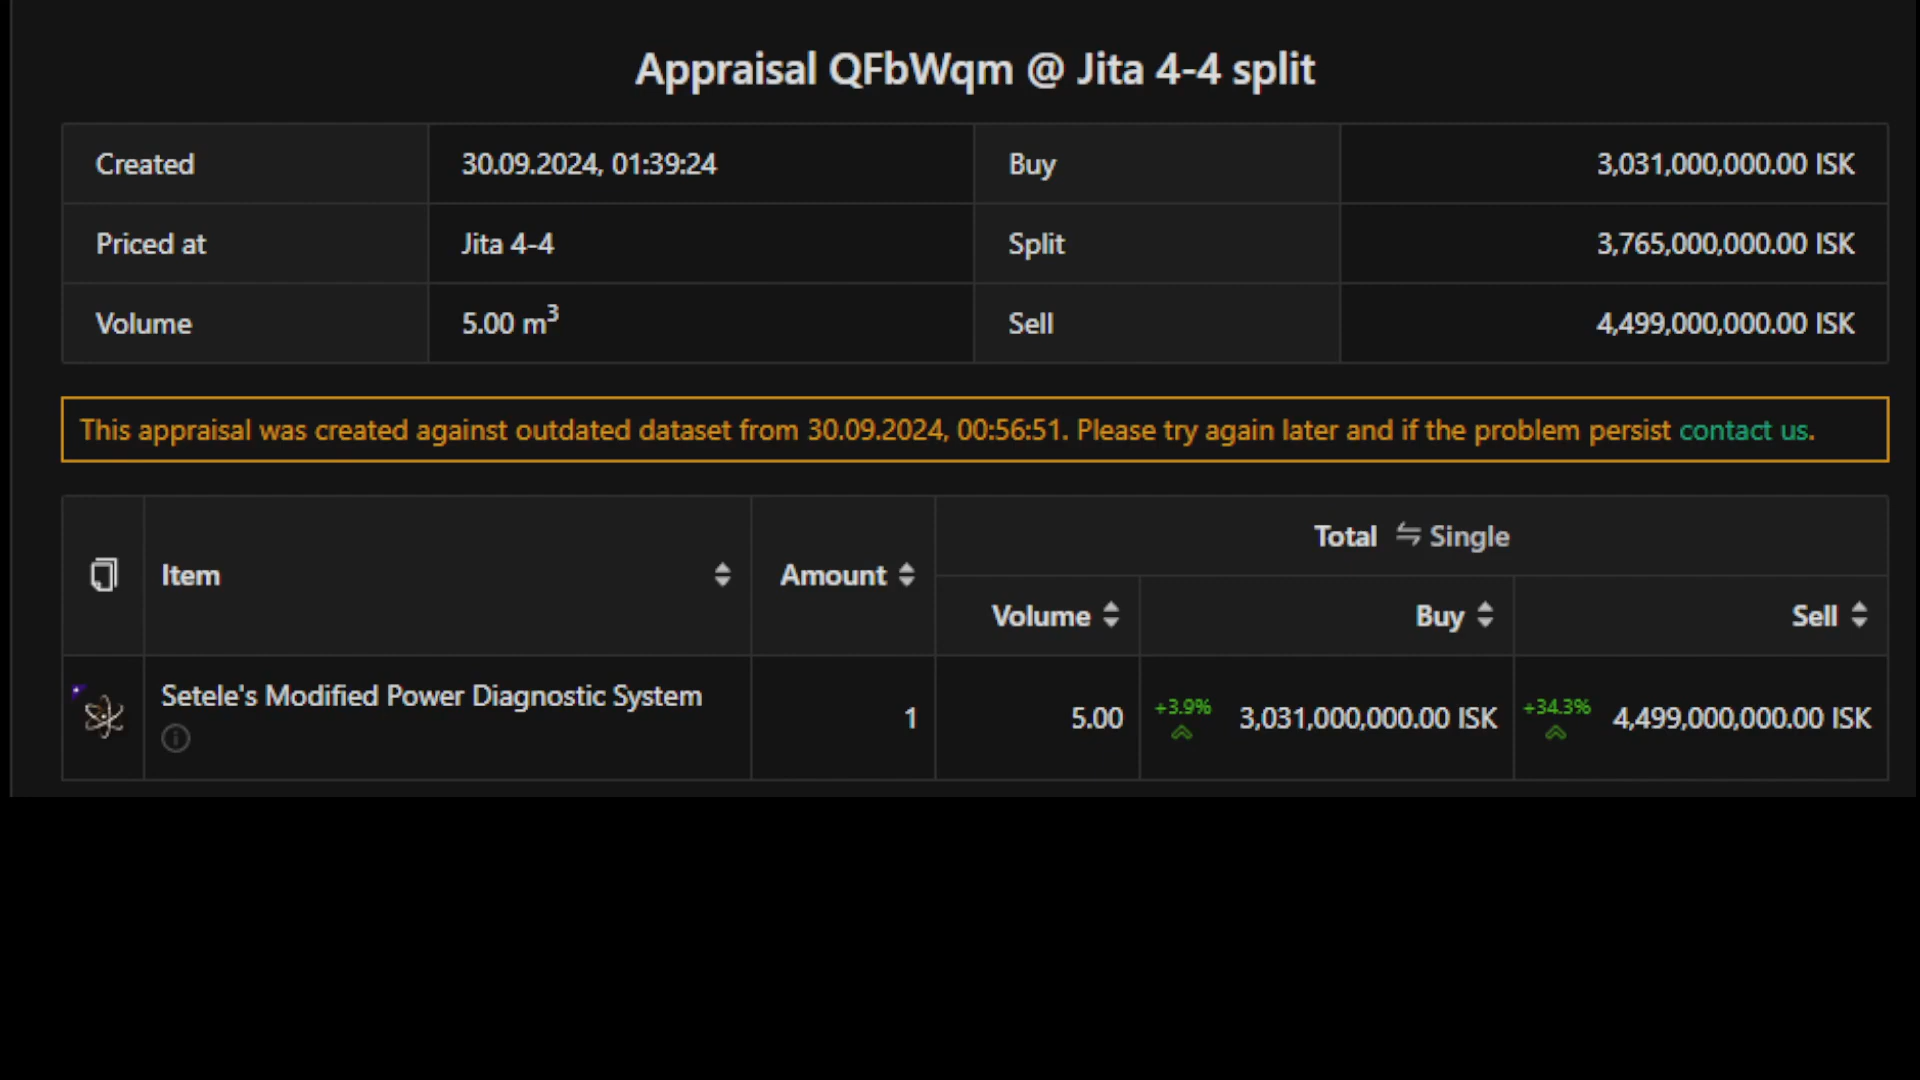 Appraisal QFbWqm @ Jita 4-4 split
Created 30.09.2024, 01:39:24 Buy 3,031,000,000.00 ISK
Priced at Jita 4-4 Split 3,765,000,000.00 ISK
Volume 5.00 m³ Sell 4,499,000,000.00 ISK
This appraisal was created against outdated dataset from 30.09.2024, 00:56:51. Please try again later and if the problem persist contact us.
Total ⇋ Single
Item Amount
Volume Buy Sell
Setele's Modified Power Diagnostic System
1 5.00 +3.9% 3,031,000,000.00 ISK +34.3% 4,499,000,000.00 ISK